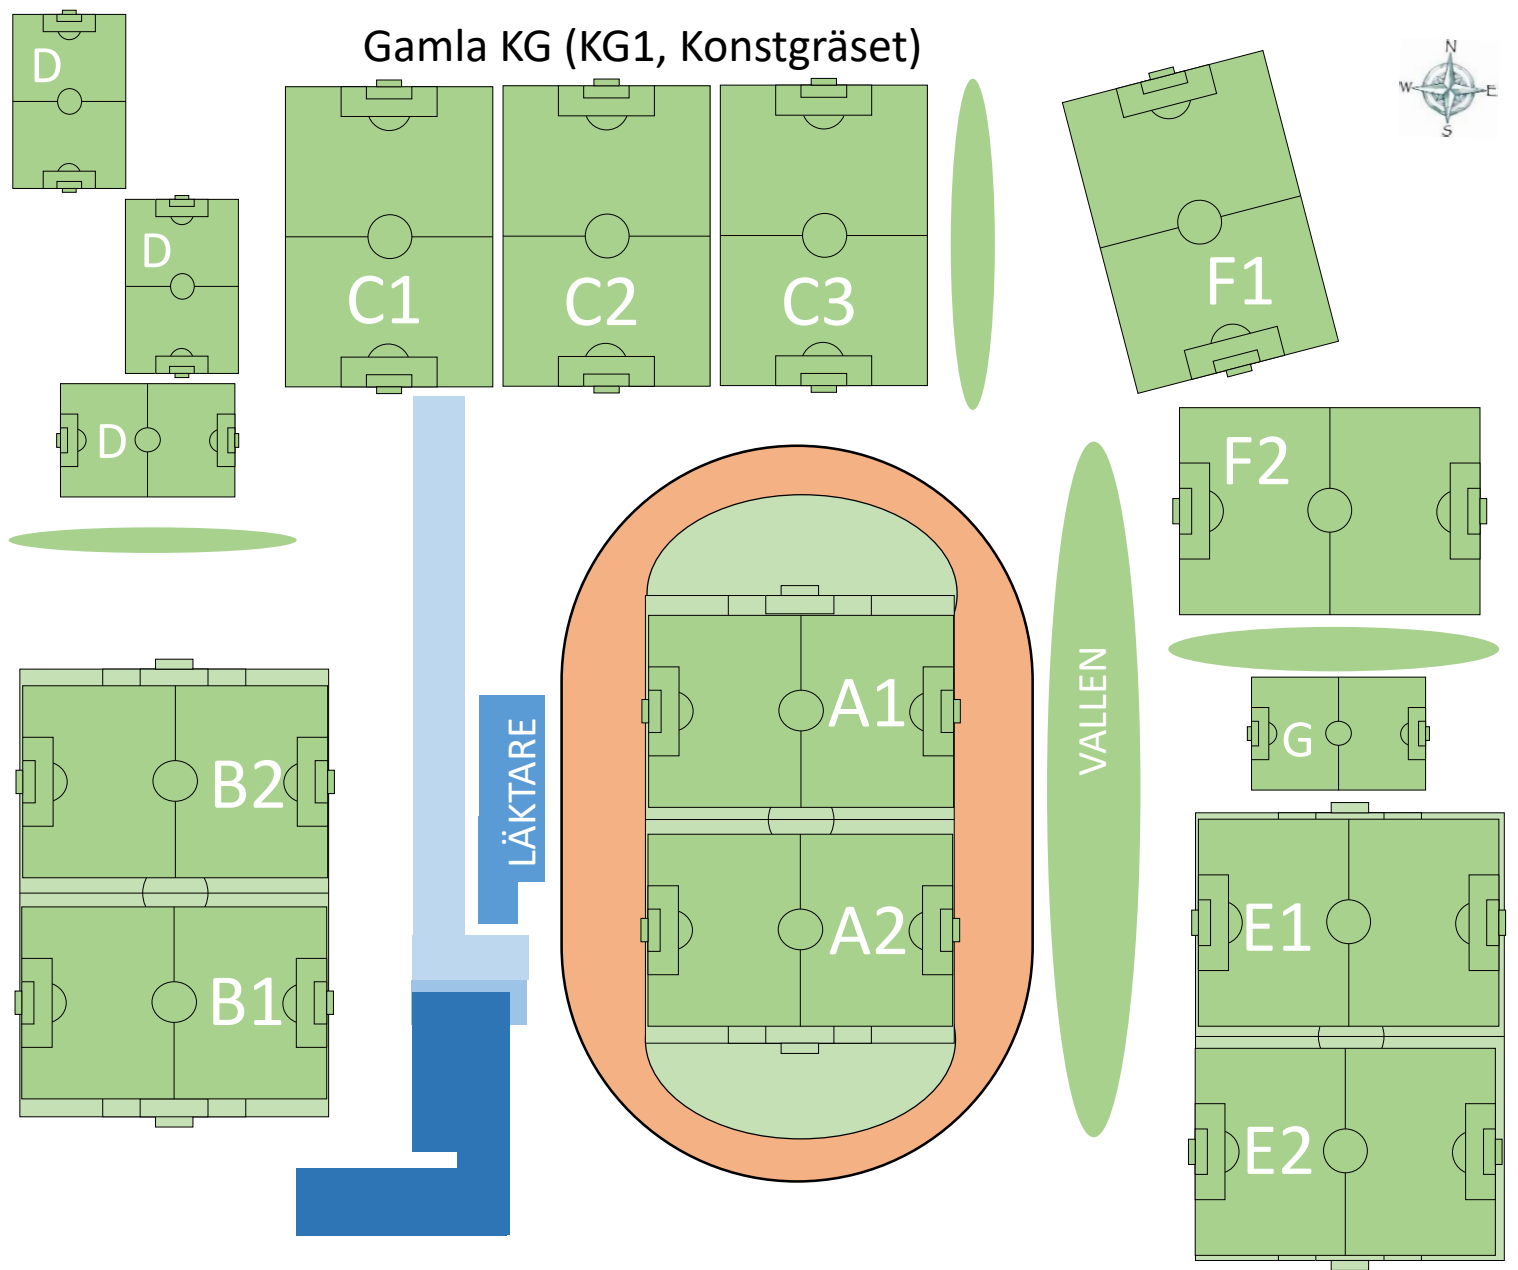 Gamla KG (KG1, Konstgräset)
N
W
E
S
D
D
D
C1
C2
C3
F1
F2
G
A1
A2
VALLEN
LÄKTARE
B2
B1
E1
E2